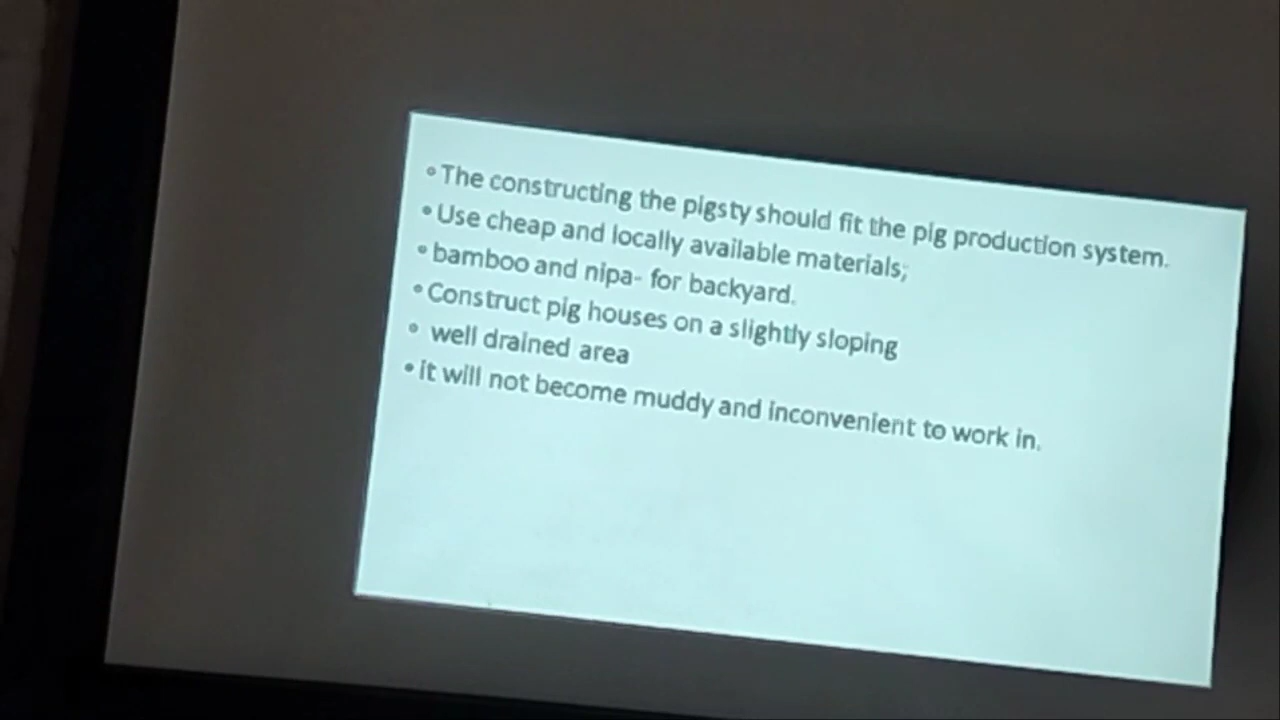 • The constructing the pigsty should fit the pig production system.
• Use cheap and locally available materials;
• bamboo and nipa- for backyard.
• Construct pig houses on a slightly sloping
• well drained area
• it will not become muddy and inconvenient to work in.